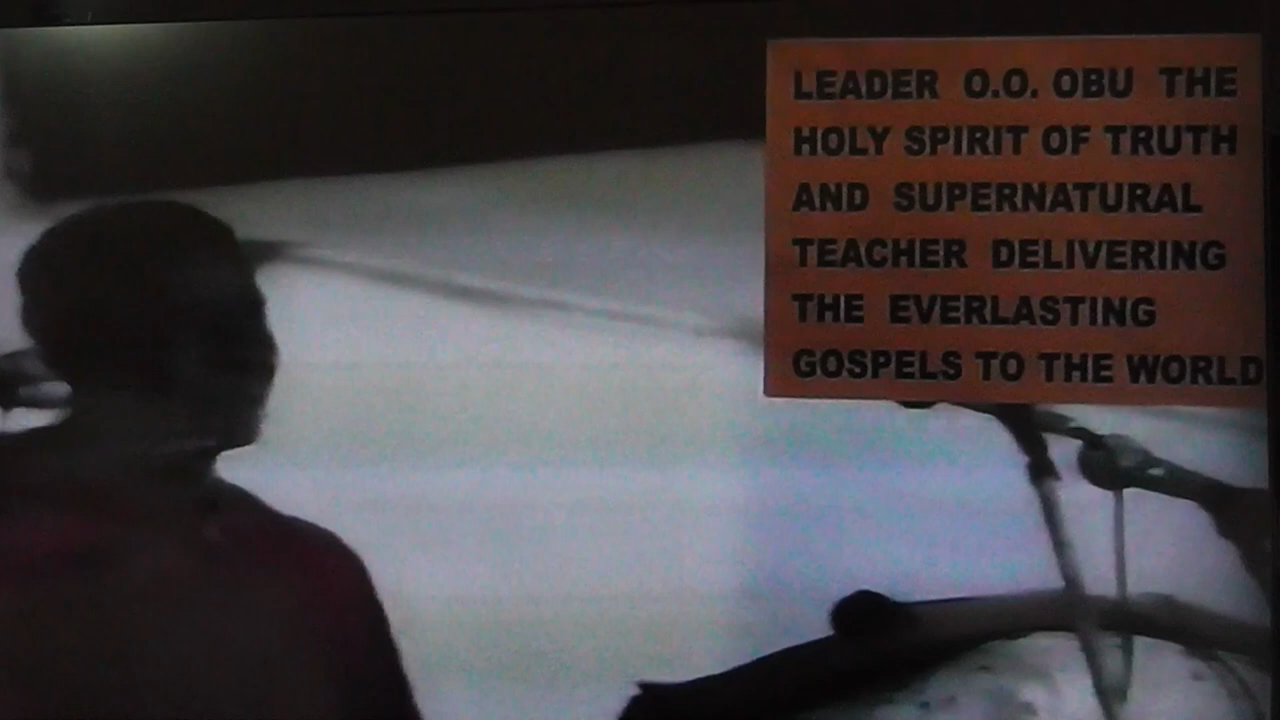 LEADER O.O. OBU THE
HOLY SPIRIT OF TRUTH
AND SUPERNATURAL
TEACHER DELIVERING
THE EVERLASTING
GOSPELS TO THE WORLD